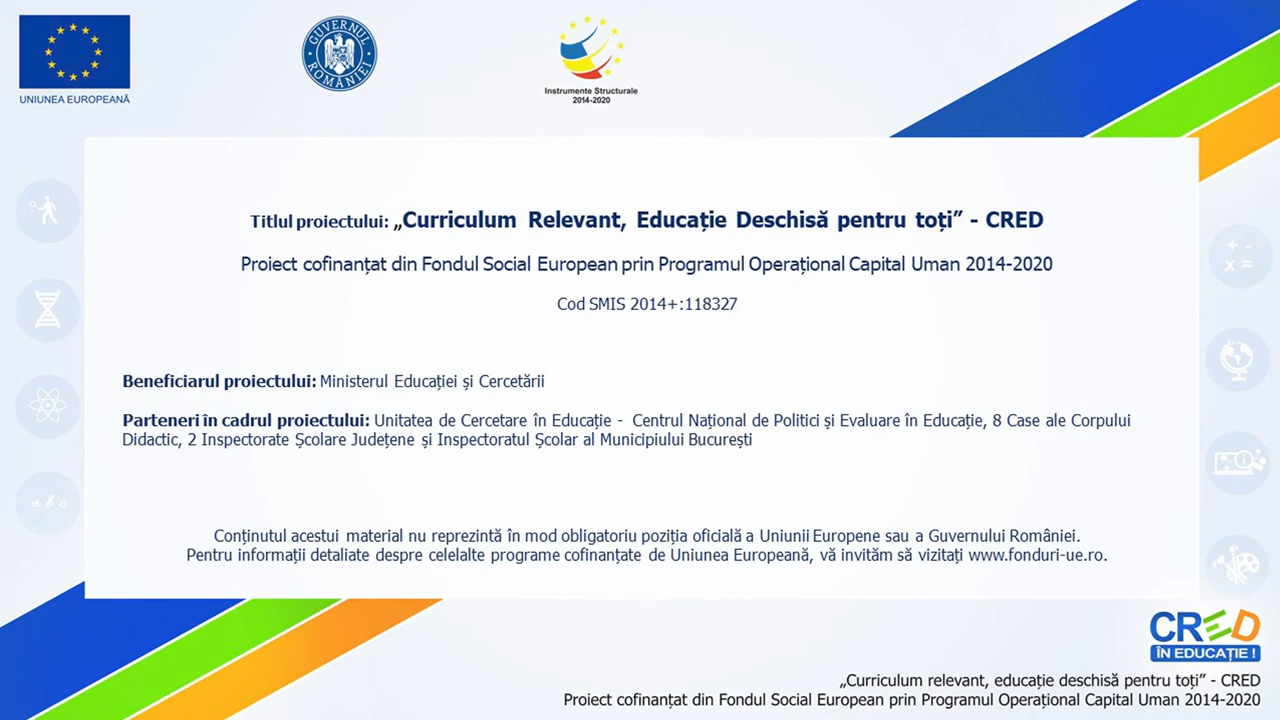 UNIUNEA EUROPEANĂ
GUVERNUL ROMÂNIEI
Instrumente Structurale
2014-2020
Titlul proiectului: „Curriculum Relevant, Educație Deschisă pentru toți” - CRED
Proiect cofinanțat din Fondul Social European prin Programul Operațional Capital Uman 2014-2020
Cod SMIS 2014+:118327
Beneficiarul proiectului: Ministerul Educației și Cercetării
Parteneri în cadrul proiectului: Unitatea de Cercetare în Educație - Centrul Național de Politici și Evaluare în Educație, 8 Case ale Corpului
Didactic, 2 Inspectorate Școlare Județene și Inspectoratul Școlar al Municipiului București
Conținutul acestui material nu reprezintă în mod obligatoriu poziția oficială a Uniunii Europene sau a Guvernului României.
Pentru informații detaliate despre celelalte programe cofinanțate de Uniunea Europeană, vă invităm să vizitați www.fonduri-ue.ro.
a b c
+ -
x =
CRED
ÎN EDUCAȚIE !
„Curriculum relevant, educație deschisă pentru toți” - CRED
Proiect cofinanțat din Fondul Social European prin Programul Operațional Capital Uman 2014-2020